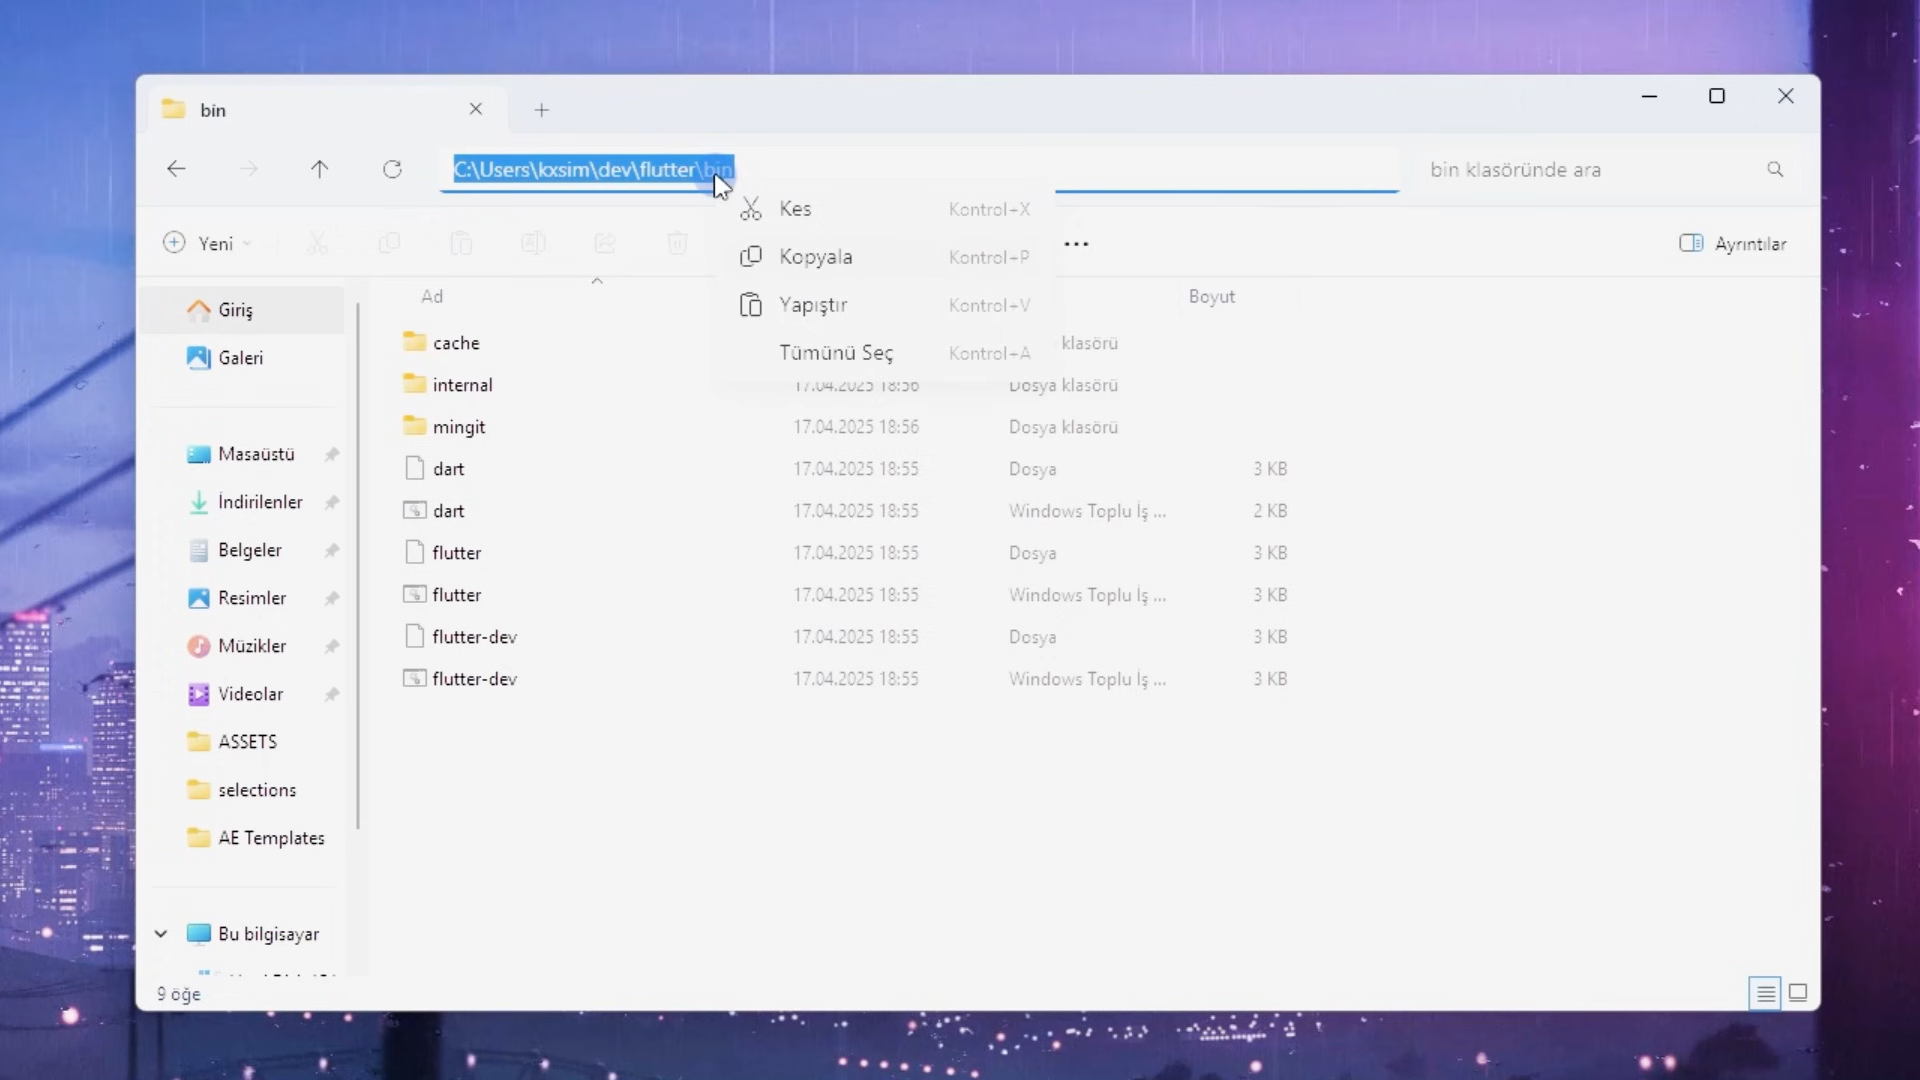 bin
C:\Users\kxsim\dev\flutter\bin
bin klasöründe ara
Yeni
Ayrıntılar
Kes Kontrol+X
Kopyala Kontrol+P
Yapıştır Kontrol+V
Tümünü Seç Kontrol+A
Giriş
Galeri
Masaüstü
İndirilenler
Belgeler
Resimler
Müzikler
Videolar
ASSETS
selections
AE Templates
Bu bilgisayar
Ad Boyut
cache klasörü
internal 17.04.2025 18:56 Dosya klasörü
mingit 17.04.2025 18:56 Dosya klasörü
dart 17.04.2025 18:55 Dosya 3 KB
dart 17.04.2025 18:55 Windows Toplu İş ... 2 KB
flutter 17.04.2025 18:55 Dosya 3 KB
flutter 17.04.2025 18:55 Windows Toplu İş ... 3 KB
flutter-dev 17.04.2025 18:55 Dosya 3 KB
flutter-dev 17.04.2025 18:55 Windows Toplu İş ... 3 KB
9 öğe